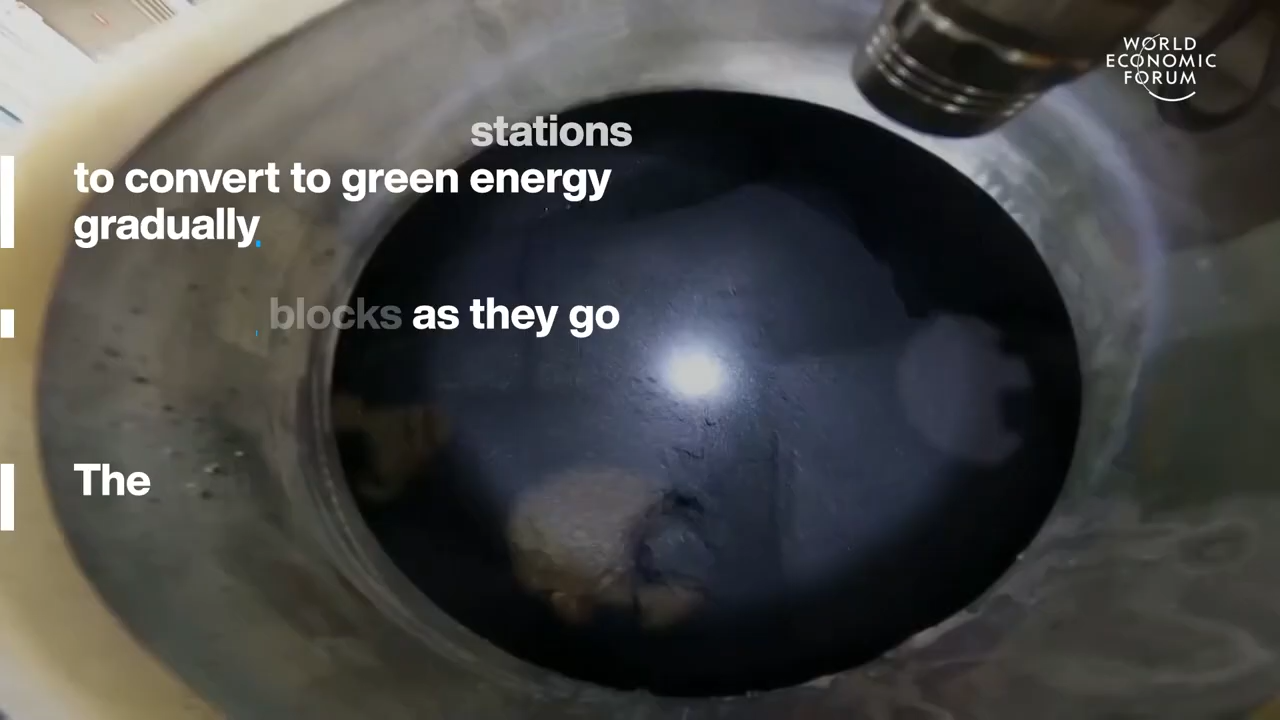 WORLD
ECONOMIC
FORUM
stations
to convert to green energy
gradually
blocks as they go
The